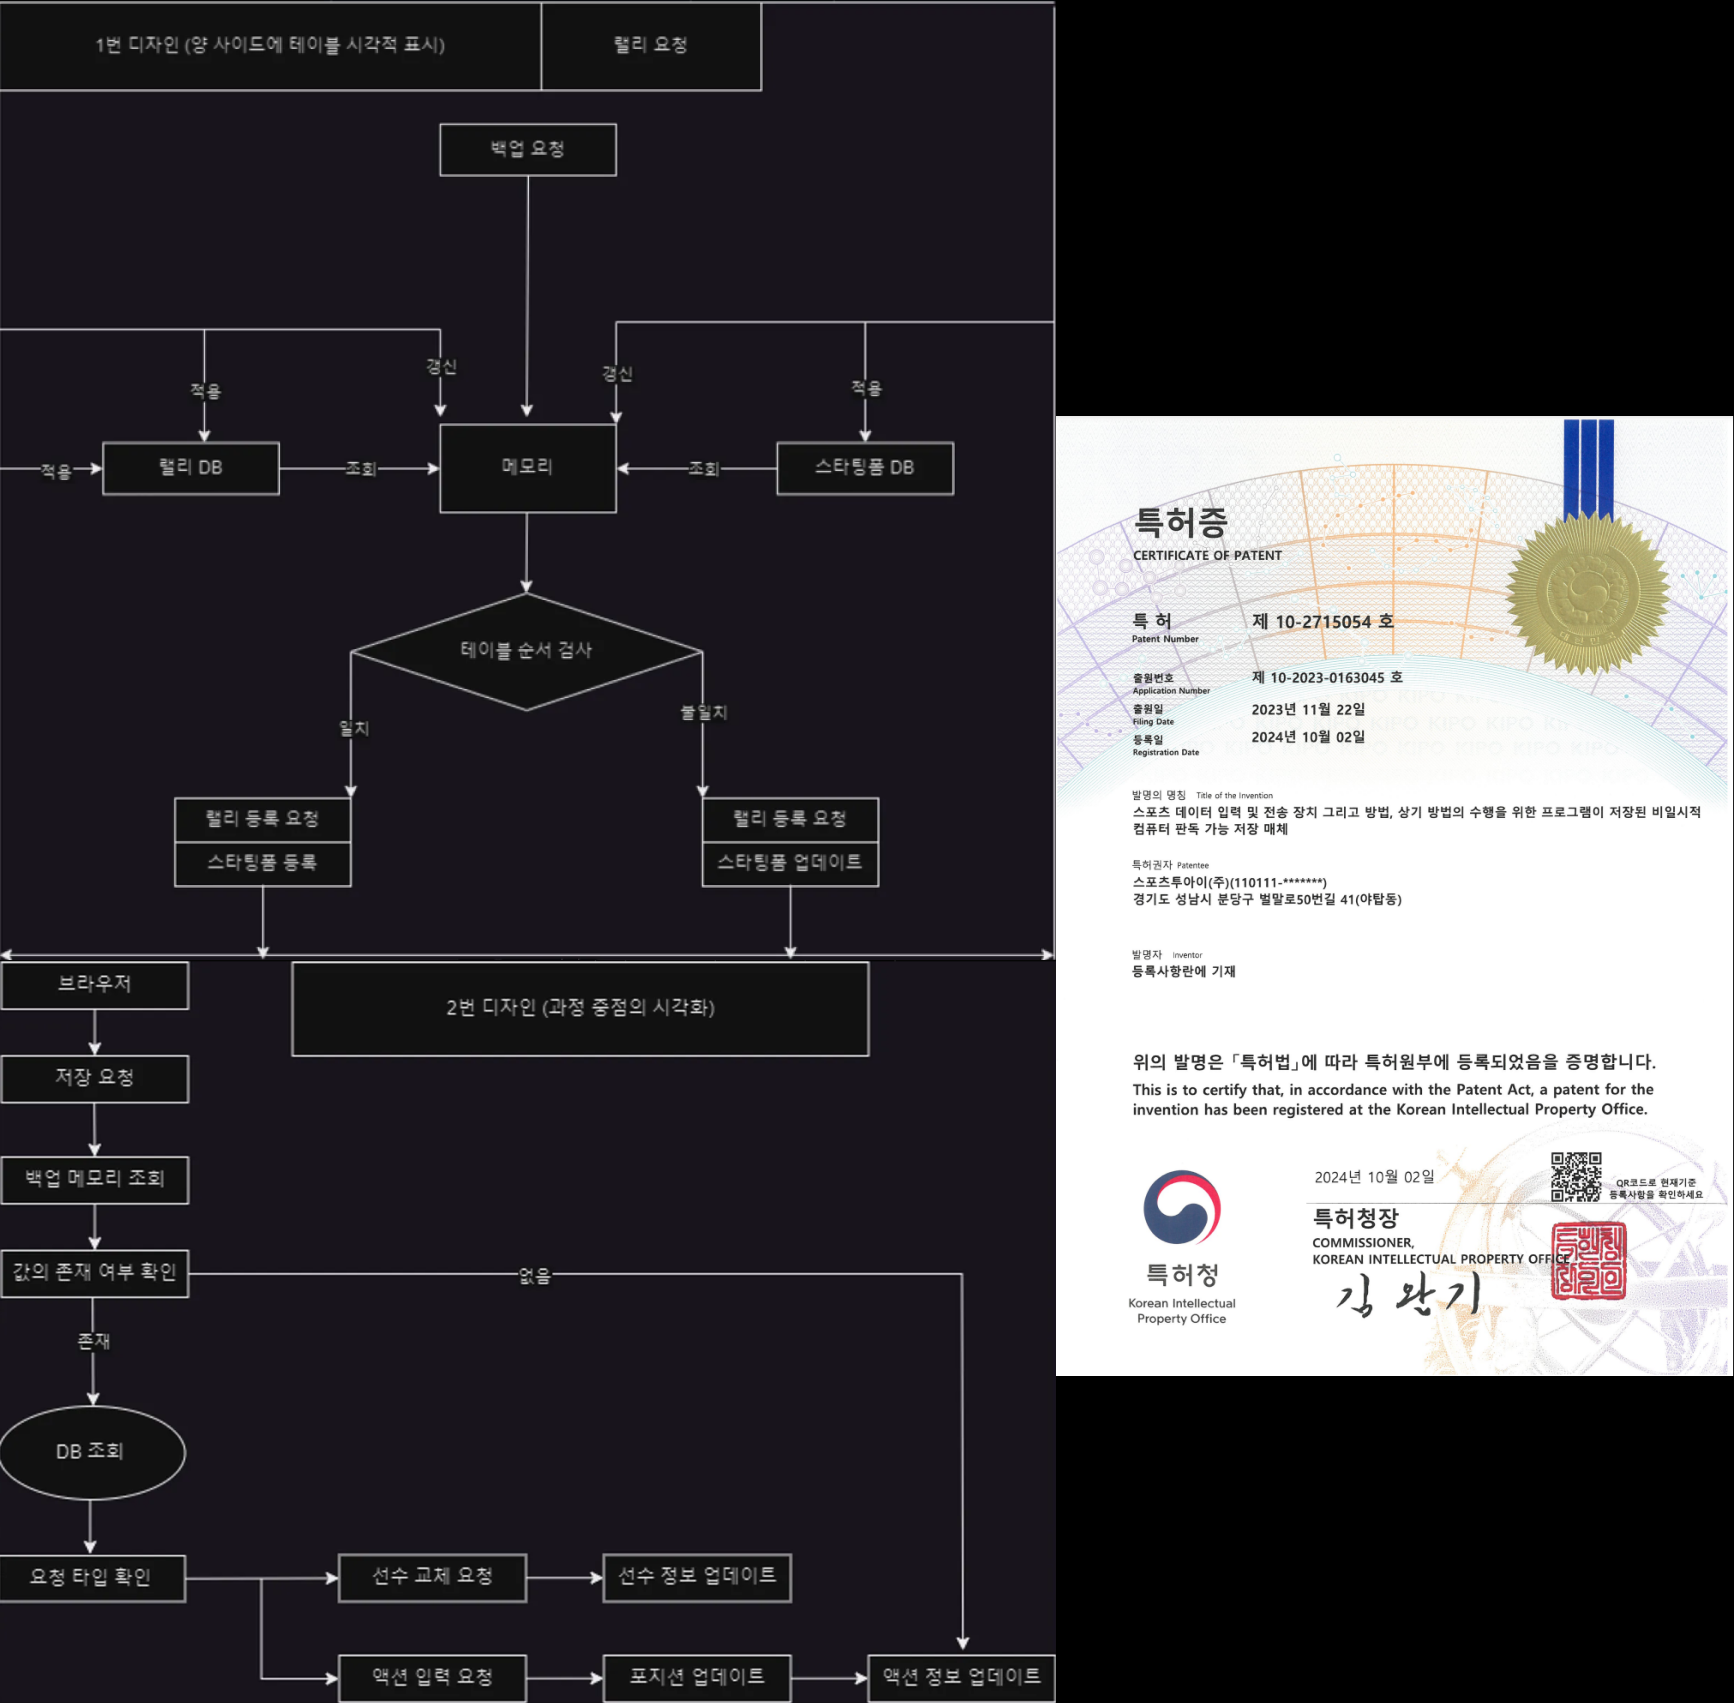 1번 디자인 (양 사이드에 테이블 시각적 표시)
랠리 요청
백업 요청
갱신
갱신
적용
적용
적용
랠리 DB
조회
메모리
조회
스타팅폼 DB
테이블 순서 검사
일치
불일치
랠리 등록 요청
스타팅폼 등록
랠리 등록 요청
스타팅폼 업데이트
브라우저
2번 디자인 (과정 중점의 시각화)
저장 요청
백업 메모리 조회
값의 존재 여부 확인
없음
존재
DB 조회
요청 타입 확인
선수 교체 요청
선수 정보 업데이트
액션 입력 요청
포지션 업데이트
액션 정보 업데이트
특허증
CERTIFICATE OF PATENT
특 허
제 10-2715054 호
Patent Number
출원번호
제 10-2023-0163045 호
Application Number
출원일
2023년 11월 22일
Filing Date
등록일
2024년 10월 02일
Registration Date
발명의 명칭 Title of the Invention
스포츠 데이터 입력 및 전송 장치 그리고 방법, 상기 방법의 수행을 위한 프로그램이 저장된 비일시적
컴퓨터 판독 가능 저장 매체
특허권자 Patentee
스포츠투아이(주)(110111-*******)
경기도 성남시 분당구 벌말로50번길 41(야탑동)
발명자 Inventor
등록사항란에 기재
위의 발명은 「특허법」에 따라 특허원부에 등록되었음을 증명합니다.
This is to certify that, in accordance with the Patent Act, a patent for the
invention has been registered at the Korean Intellectual Property Office.
2024년 10월 02일
QR코드로 현재기준
등록사항을 확인하세요
특허청장
COMMISSIONER,
KOREAN INTELLECTUAL PROPERTY OFFICE
김 완 기
특허청
Korean Intellectual
Property Office